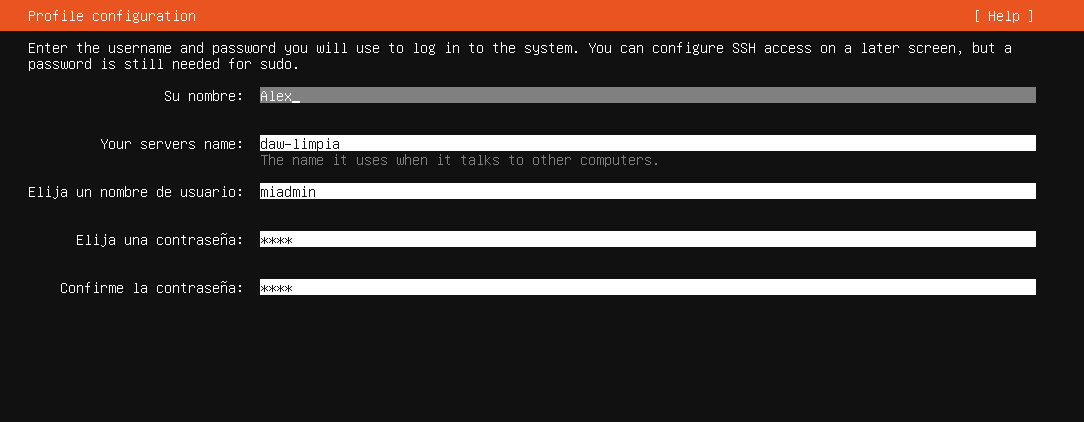 Profile configuration [ Help ]
Enter the username and password you will use to log in to the system. You can configure SSH access on a later screen, but a
password is still needed for sudo.
Su nombre: Alex_
Your servers name: daw-limpia
The name it uses when it talks to other computers.
Elija un nombre de usuario: miadmin
Elija una contraseña: ****
Confirme la contraseña: ****